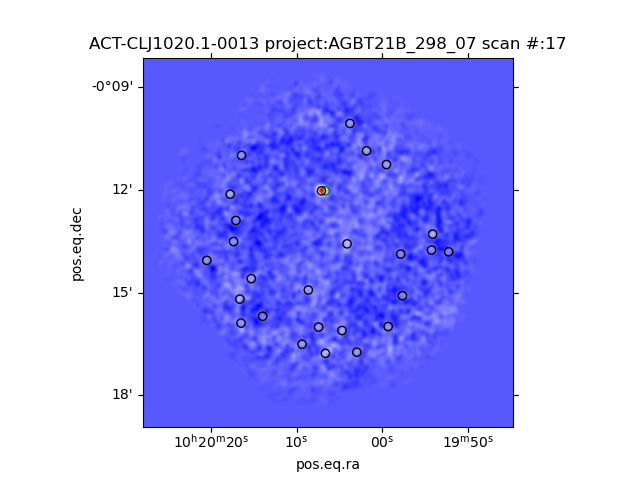 ACT-CLJ1020.1-0013 project:AGBT21B_298_07 scan #:17
-0°09'
12'
15'
18'
pos.eq.dec
10ʰ20ᵐ20ˢ 10ˢ 00ˢ 19ᵐ50ˢ
pos.eq.ra